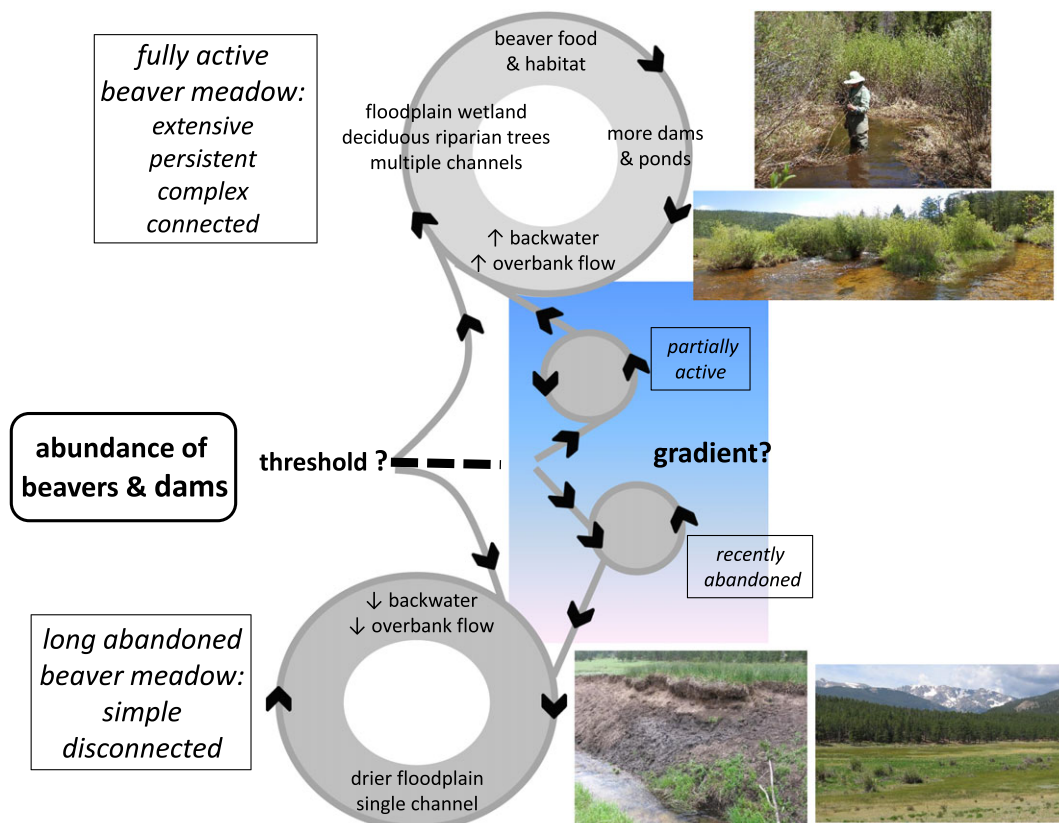 fully active
beaver meadow:
extensive
persistent
complex
connected
beaver food
& habitat
floodplain wetland
deciduous riparian trees
multiple channels
more dams
& ponds
↑ backwater
↑ overbank flow
partially
active
abundance of
beavers & dams
threshold ?
gradient?
recently
abandoned
long abandoned
beaver meadow:
simple
disconnected
↓ backwater
↓ overbank flow
drier floodplain
single channel